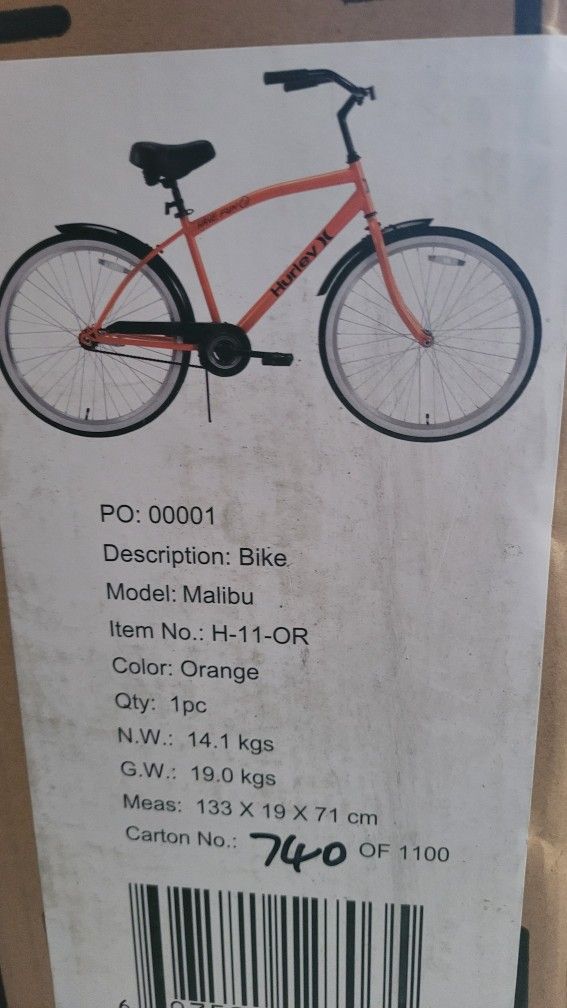 Hurley
PO: 00001
Description: Bike
Model: Malibu
Item No.: H-11-OR
Color: Orange
Qty: 1pc
N.W.: 14.1 kgs
G.W.: 19.0 kgs
Meas: 133 X 19 X 71 cm
Carton No.: 740 OF 1100